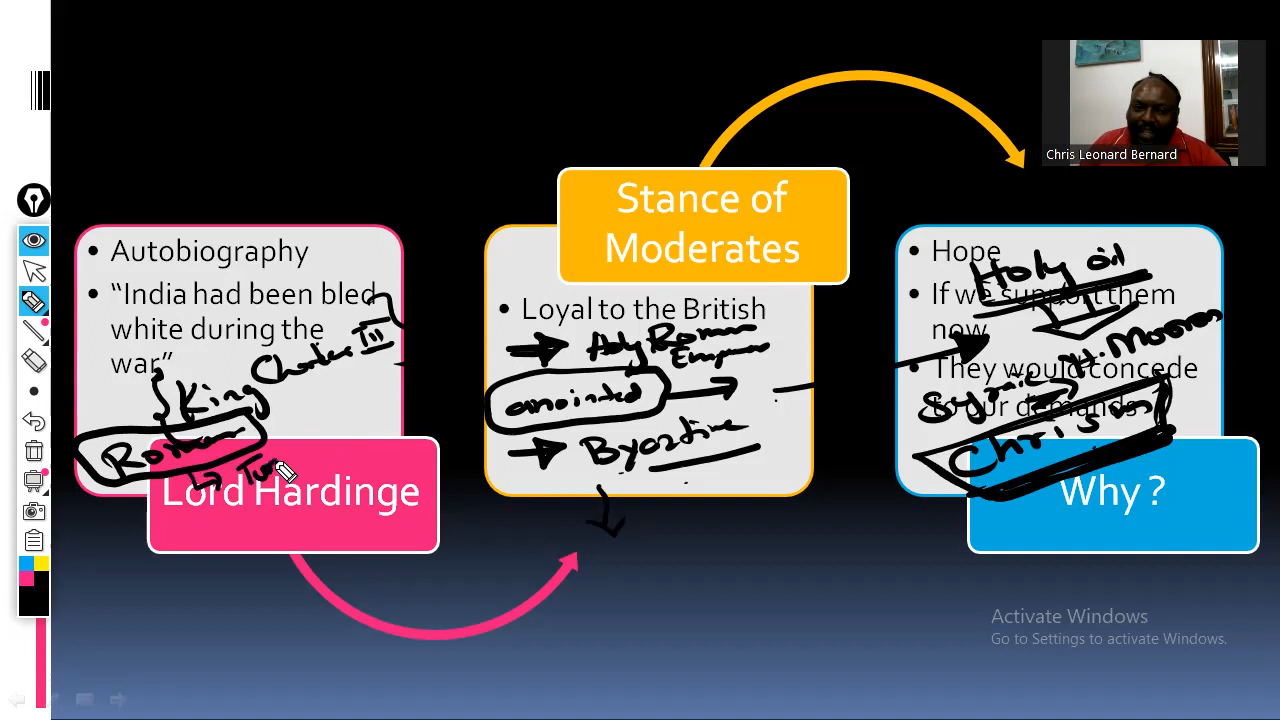 Chris Leonard Bernard
Autobiography
"India had been bled
white during the
war"
King Charles III
Roman
Lord Hardinge
Stance of
Moderates
Loyal to the British
Holy Roman
anointed
Hope
Holy oil
If we support them
now
They would concede
to our demands
Why ?
Activate Windows
Go to Settings to activate Windows.